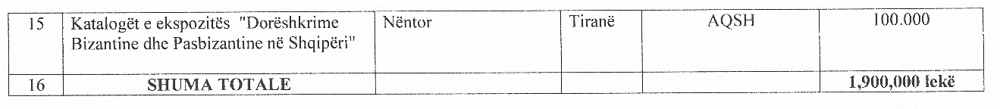 15 Katalogët e ekspozitës "Dorëshkrime Nëntor Tiranë AQSH 100.000
Bizantine dhe Pasbizantine në Shqipëri"
16 SHUMA TOTALE 1,900,000 lekë